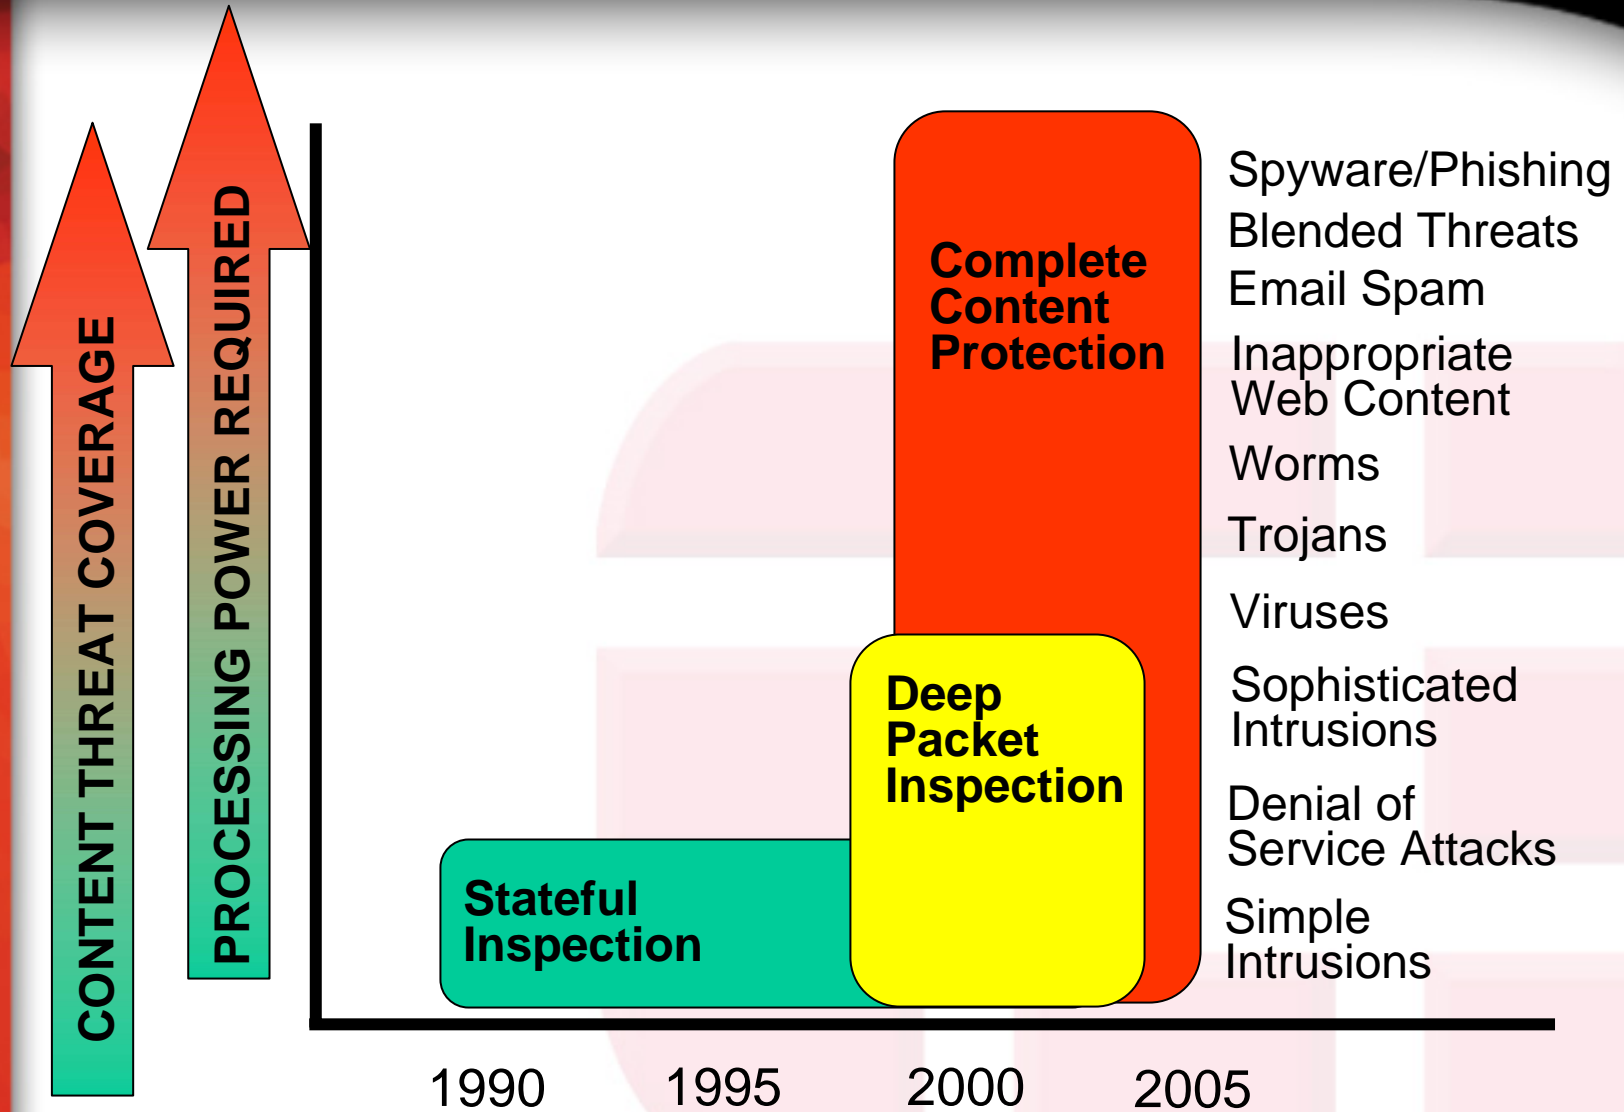 CONTENT THREAT COVERAGE
PROCESSING POWER REQUIRED
Complete
Content
Protection
Deep
Packet
Inspection
Stateful
Inspection
Spyware/Phishing
Blended Threats
Email Spam
Inappropriate
Web Content
Worms
Trojans
Viruses
Sophisticated
Intrusions
Denial of
Service Attacks
Simple
Intrusions
1990 1995 2000 2005